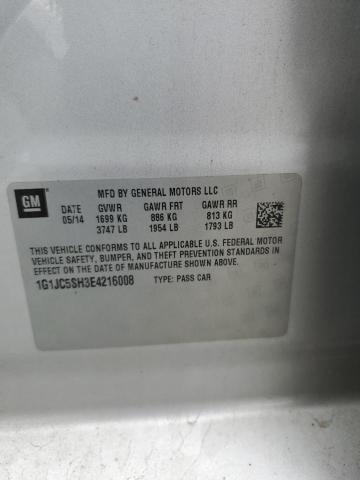 GM
MFD BY GENERAL MOTORS LLC
DATE GVWR GAWR FRT GAWR RR
05/14 1699 KG 886 KG 813 KG
3747 LB 1954 LB 1793 LB
THIS VEHICLE CONFORMS TO ALL APPLICABLE U.S. FEDERAL MOTOR
VEHICLE SAFETY, BUMPER, AND THEFT PREVENTION STANDARDS IN
EFFECT ON THE DATE OF MANUFACTURE SHOWN ABOVE.
1G1JC5SH3E4216008 TYPE: PASS CAR